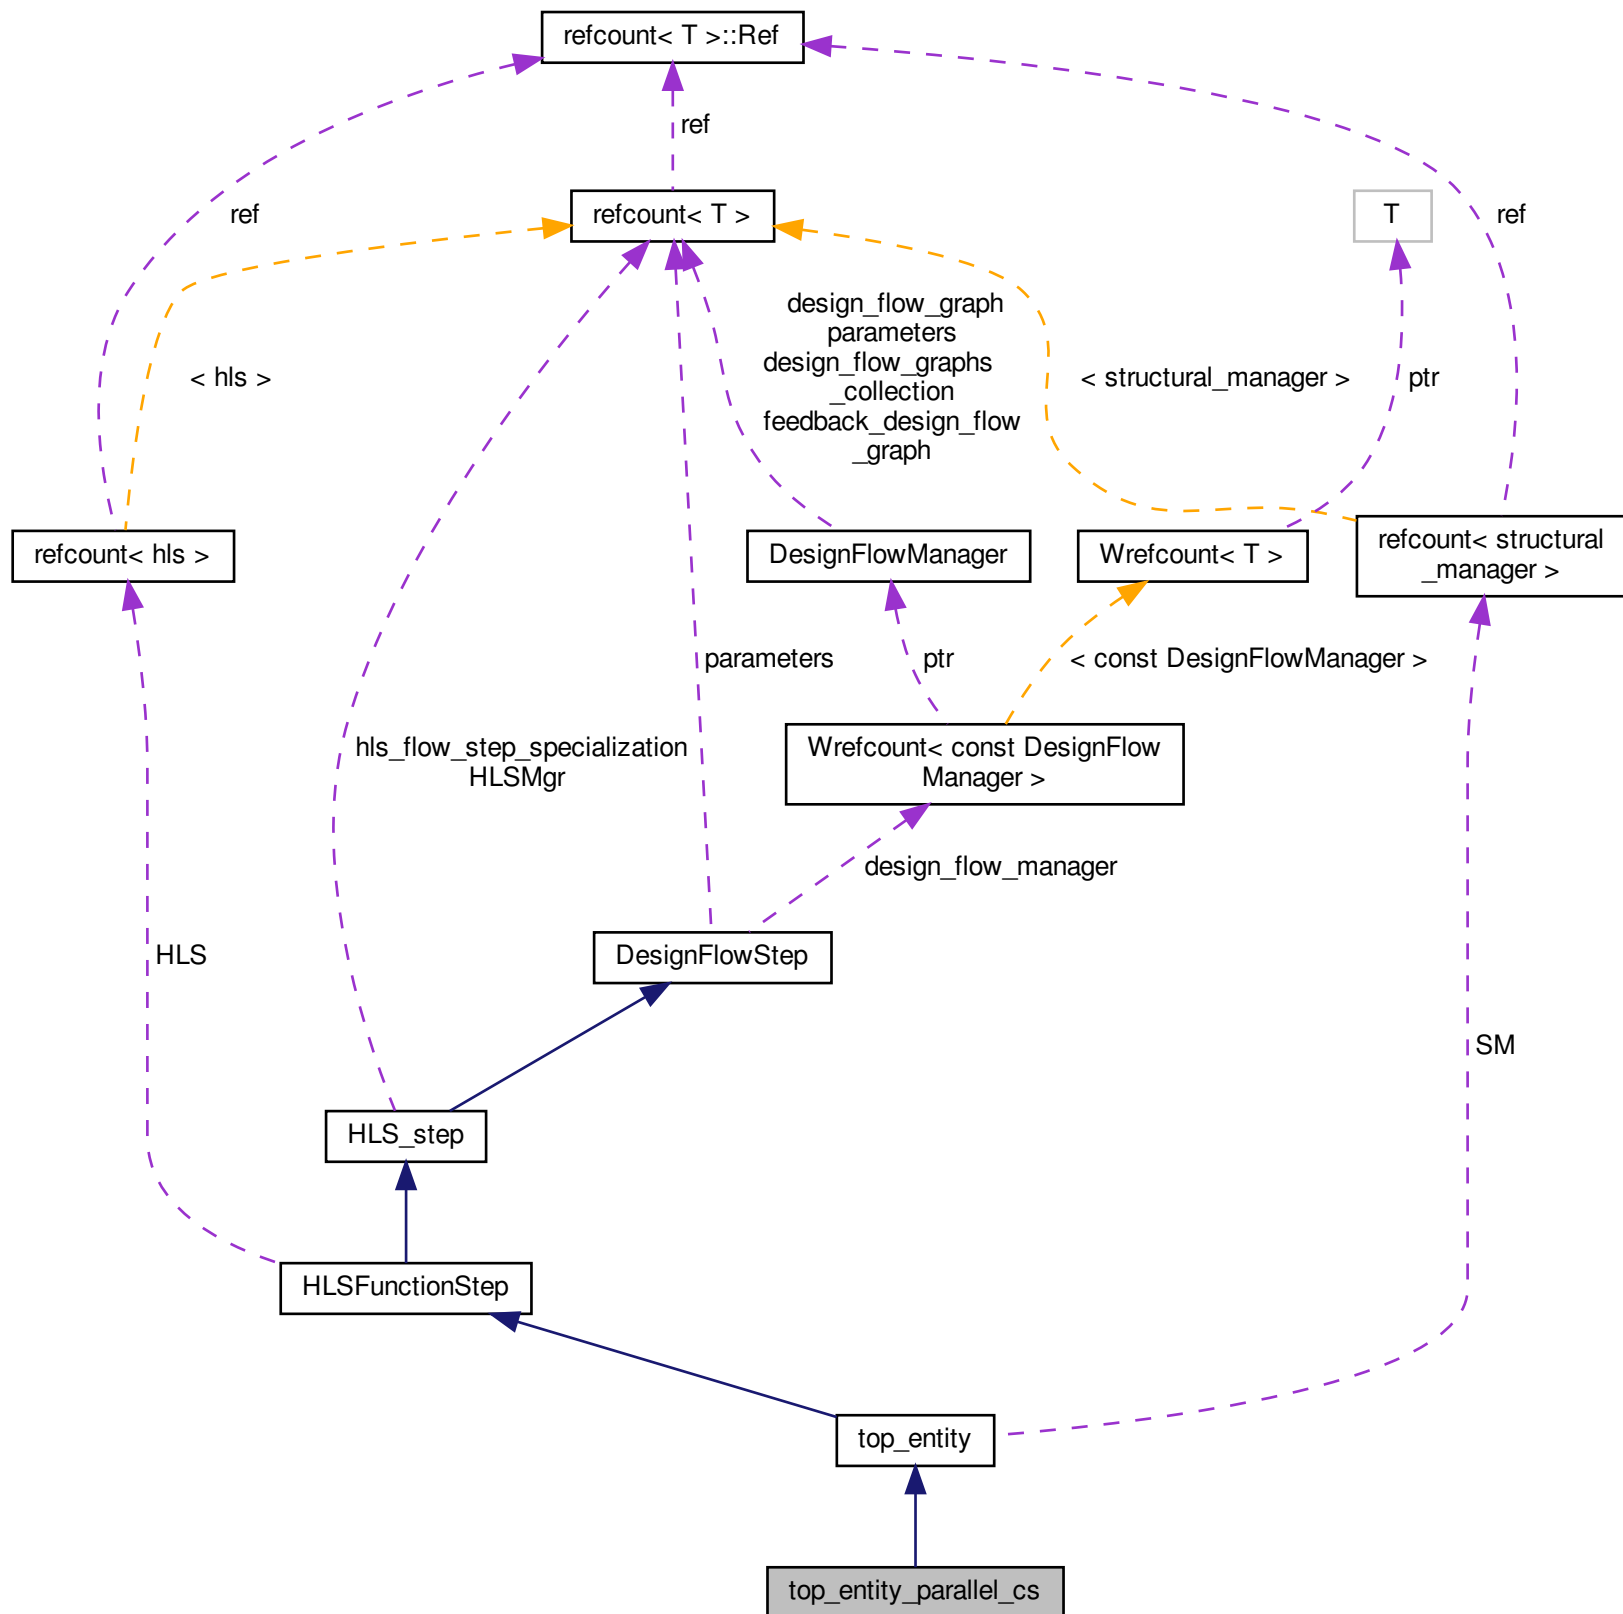 refcount< T >::Ref
ref
refcount< T >
T
ref
ref
design_flow_graph
parameters
design_flow_graphs
_collection
feedback_design_flow
_graph
< hls >
< structural_manager >
ptr
refcount< hls >
DesignFlowManager
Wrefcount< T >
refcount< structural
_manager >
parameters
ptr
< const DesignFlowManager >
hls_flow_step_specialization
HLSMgr
Wrefcount< const DesignFlow
Manager >
design_flow_manager
HLS
DesignFlowStep
SM
HLS_step
HLSFunctionStep
top_entity
top_entity_parallel_cs